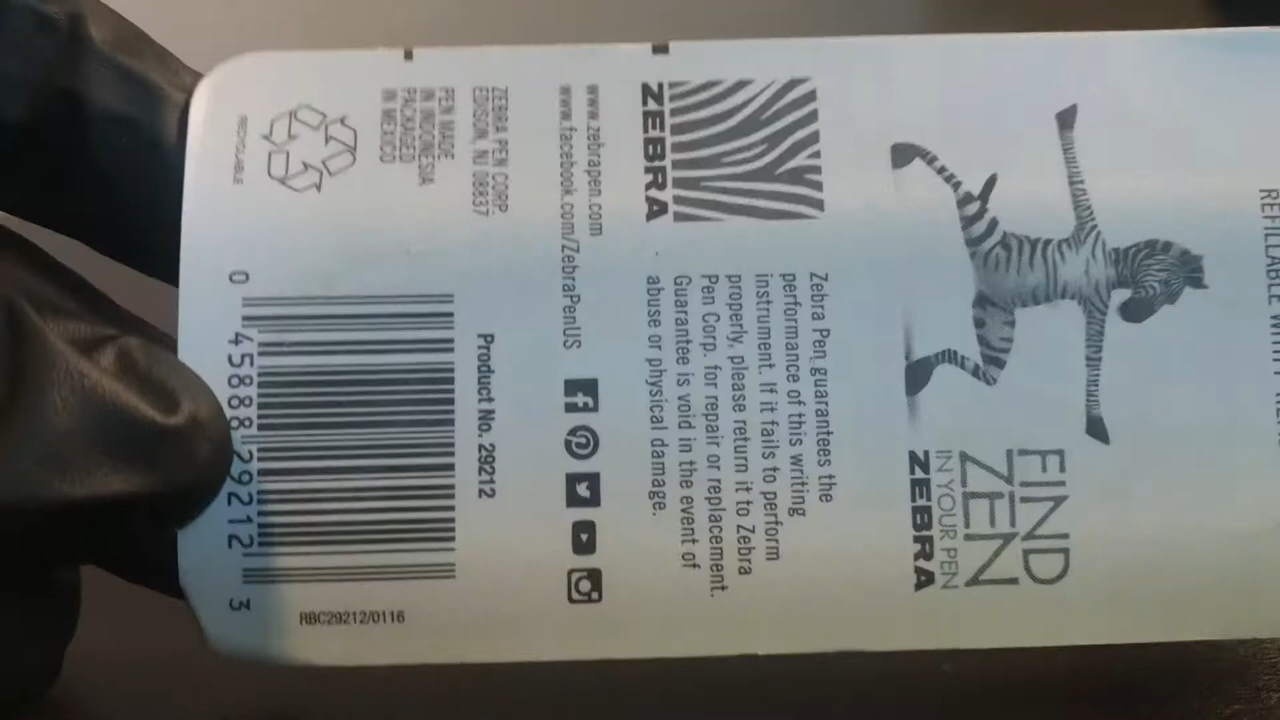 REFILLABLE WITH
FIND
ZEN
IN YOUR PEN
ZEBRA
ZEBRA
Zebra Pen guarantees the
performance of this writing
instrument. If it fails to perform
properly, please return it to Zebra
Pen Corp. for repair or replacement.
Guarantee is void in the event of
abuse or physical damage.
www.zebrapen.com
www.facebook.com/ZebraPenUS
ZEBRA PEN CORP.
EDISON, NJ 08837
PEN MADE
IN INDONESIA
PACKAGED
IN MEXICO
RECYCLABLE
Product No. 29212
0 45888 29212 3
RBC29212/0116